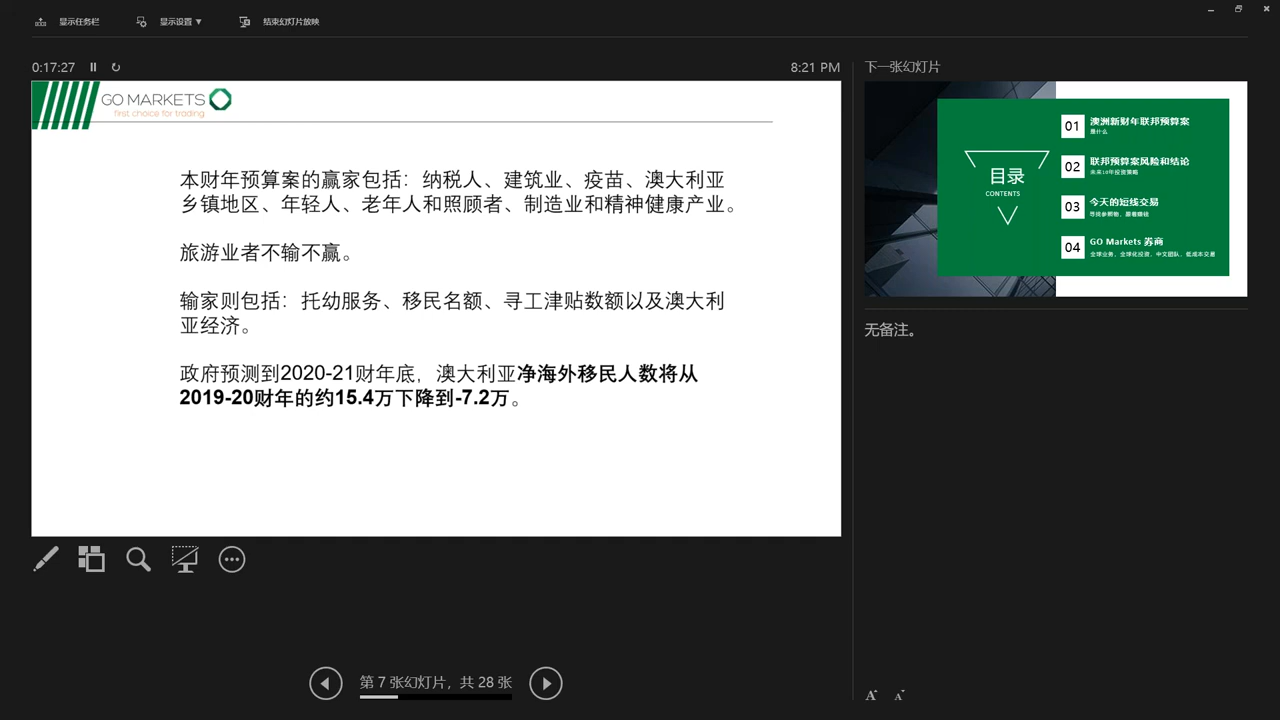 显示任务栏
显示设置
结束幻灯片放映
0:17:27
8:21 PM
GO MARKETS
first choice for trading.
本财年预算案的赢家包括：纳税人、建筑业、疫苗、澳大利亚
乡镇地区、年轻人、老年人和照顾者、制造业和精神健康产业。
旅游业者不输不赢。
输家则包括：托幼服务、移民名额、寻工津贴数额以及澳大利
亚经济。
政府预测到2020-21财年底，澳大利亚净海外移民人数将从
2019-20财年的约15.4万下降到-7.2万。
第 7 张幻灯片，共 28 张
下一张幻灯片
目录
CONTENTS
01
澳洲新财年联邦预算案
是什么
02
联邦预算案风险和结论
未来10年投资策略
03
今天的短线交易
寻找参照物，跟着赚钱
04
GO Markets 券商
全球业务，全球化投资，中文团队，低成本交易
无备注。
A
A